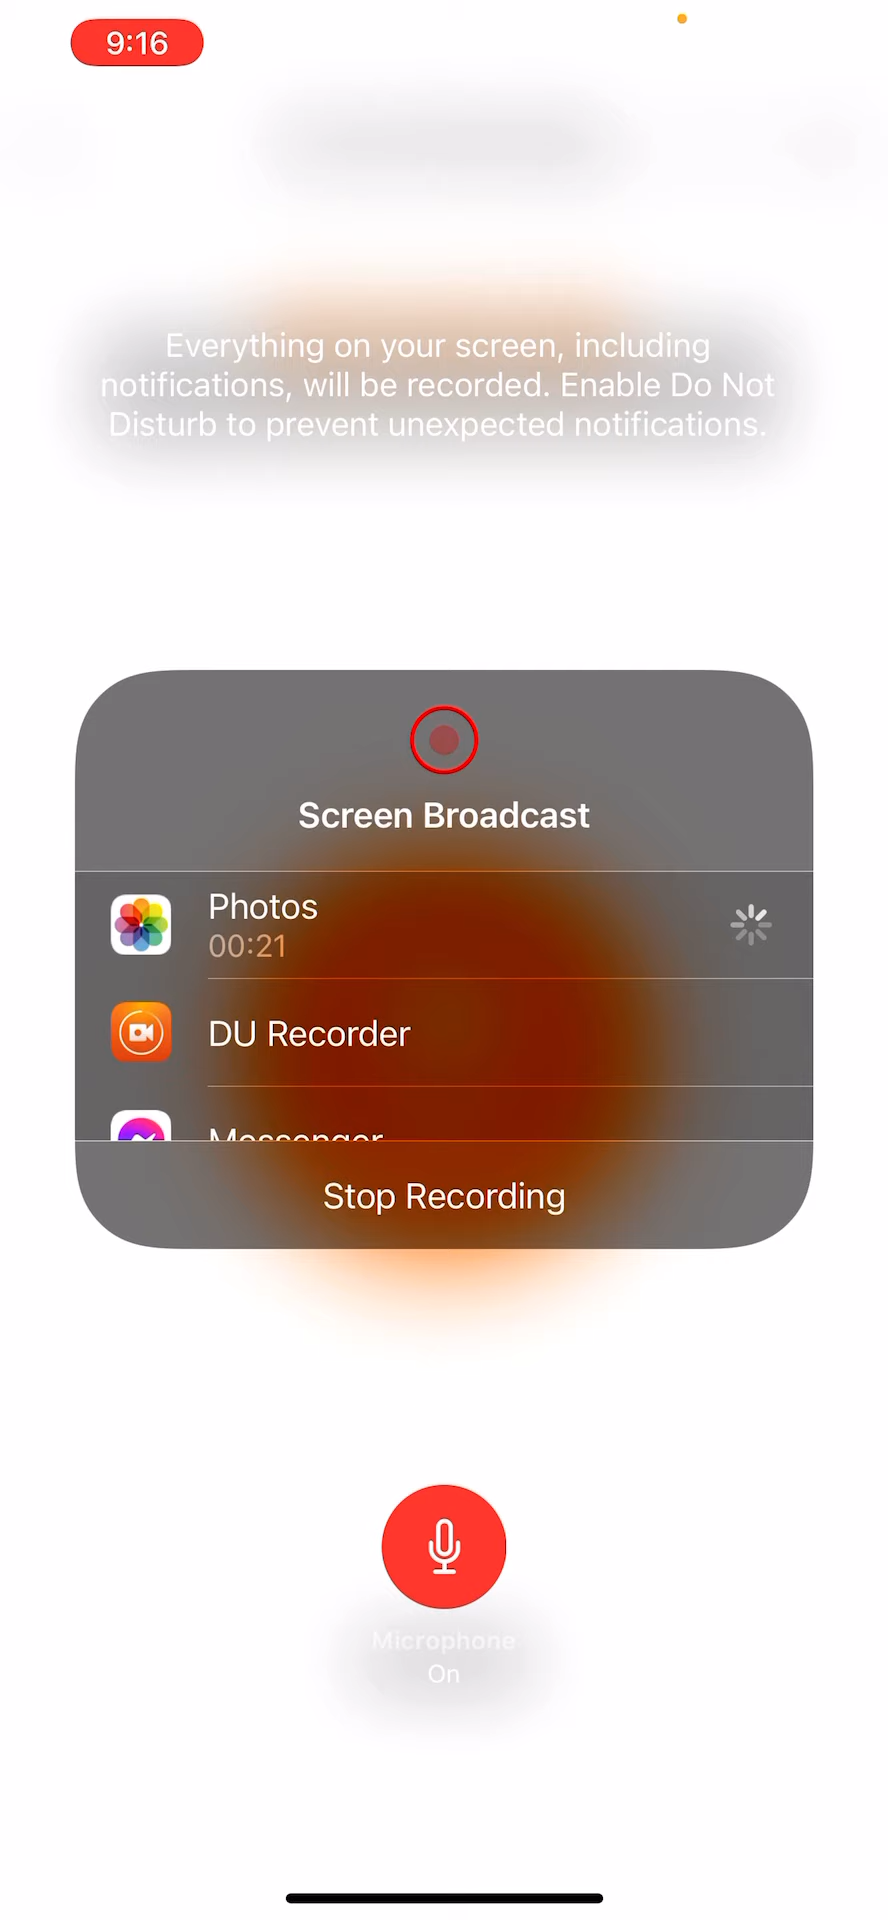 9:16
Everything on your screen, including
notifications, will be recorded. Enable Do Not
Disturb to prevent unexpected notifications.
Screen Broadcast
Photos
00:21
DU Recorder
Messenger
Stop Recording
Microphone
On